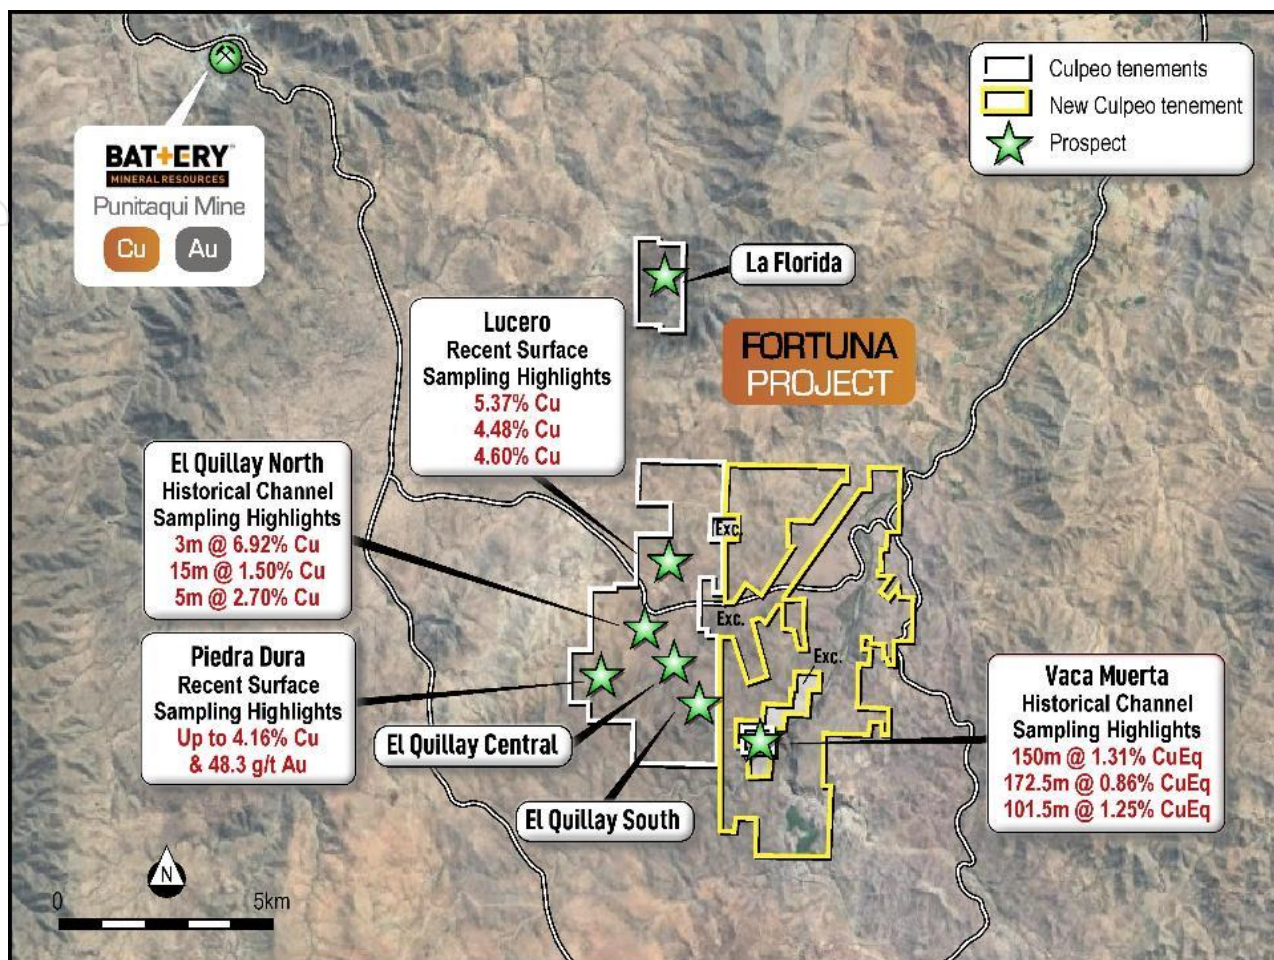 Culpeo tenements
New Culpeo tenement
Prospect
BATTERY
MINERAL RESOURCES
Punitaqui Mine
Cu
Au
La Florida
FORTUNA
PROJECT
Lucero
Recent Surface
Sampling Highlights
5.37% Cu
4.48% Cu
4.60% Cu
El Quillay North
Historical Channel
Sampling Highlights
3m @ 6.92% Cu
15m @ 1.50% Cu
5m @ 2.70% Cu
Exc.
Exc.
Exc.
Piedra Dura
Recent Surface
Sampling Highlights
Up to 4.16% Cu
& 48.3 g/t Au
El Quillay Central
El Quillay South
Vaca Muerta
Historical Channel
Sampling Highlights
150m @ 1.31% CuEq
172.5m @ 0.86% CuEq
101.5m @ 1.25% CuEq
N
0
5km